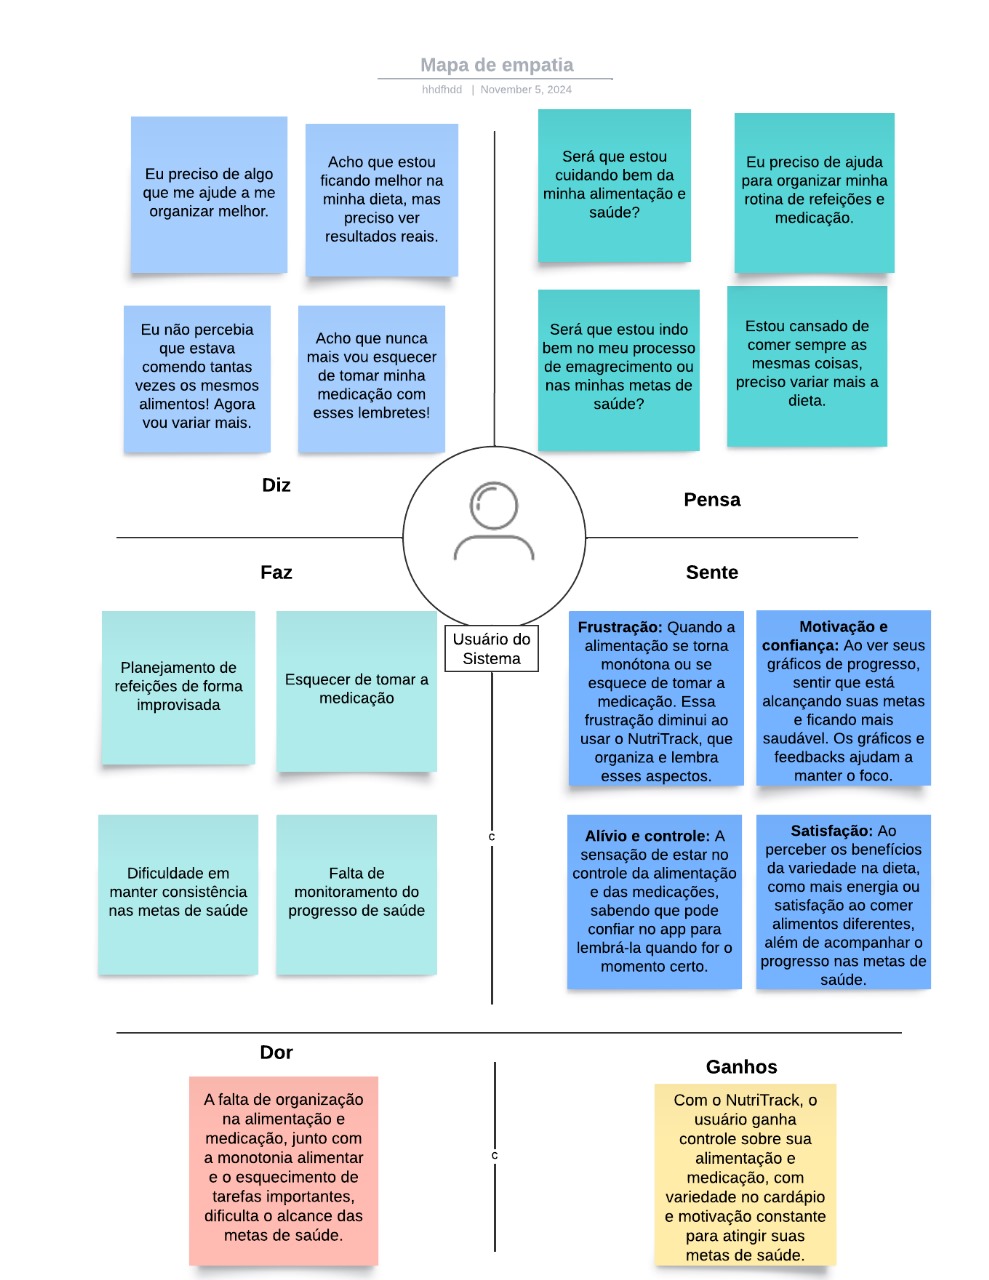 Mapa de empatia
hhdfhdd | November 5, 2024
Eu preciso de algo
que me ajude a me
organizar melhor.
Acho que estou
ficando melhor na
minha dieta, mas
preciso ver
resultados reais.
Será que estou
cuidando bem da
minha alimentação e
saúde?
Eu preciso de ajuda
para organizar minha
rotina de refeições e
medicação.
Eu não percebia
que estava
comendo tantas
vezes os mesmos
alimentos! Agora
vou variar mais.
Acho que nunca
mais vou esquecer
de tomar minha
medicação com
esses lembretes!
Será que estou indo
bem no meu processo
de emagrecimento ou
nas minhas metas de
saúde?
Estou cansado de
comer sempre as
mesmas coisas,
preciso variar mais a
dieta.
Diz
Pensa
Faz
Sente
Usuário do
Sistema
Planejamento de
refeições de forma
improvisada
Esquecer de tomar a
medicação
Frustração: Quando a
alimentação se torna
monótona ou se
esquece de tomar a
medicação. Essa
frustração diminui ao
usar o NutriTrack, que
organiza e lembra
esses aspectos.
Motivação e
confiança: Ao ver seus
gráficos de progresso,
sentir que está
alcançando suas metas
e ficando mais
saudável. Os gráficos e
feedbacks ajudam a
manter o foco.
c
Dificuldade em
manter consistência
nas metas de saúde
Falta de
monitoramento do
progresso de saúde
Alívio e controle: A
sensação de estar no
controle da alimentação
e das medicações,
sabendo que pode
confiar no app para
lembrá-la quando for o
momento certo.
Satisfação: Ao
perceber os benefícios
da variedade na dieta,
como mais energia ou
satisfação ao comer
alimentos diferentes,
além de acompanhar o
progresso nas metas de
saúde.
Dor
Ganhos
A falta de organização
na alimentação e
medicação, junto com
a monotonia alimentar
e o esquecimento de
tarefas importantes,
dificulta o alcance das
metas de saúde.
c
Com o NutriTrack, o
usuário ganha
controle sobre sua
alimentação e
medicação, com
variedade no cardápio
e motivação constante
para atingir suas
metas de saúde.